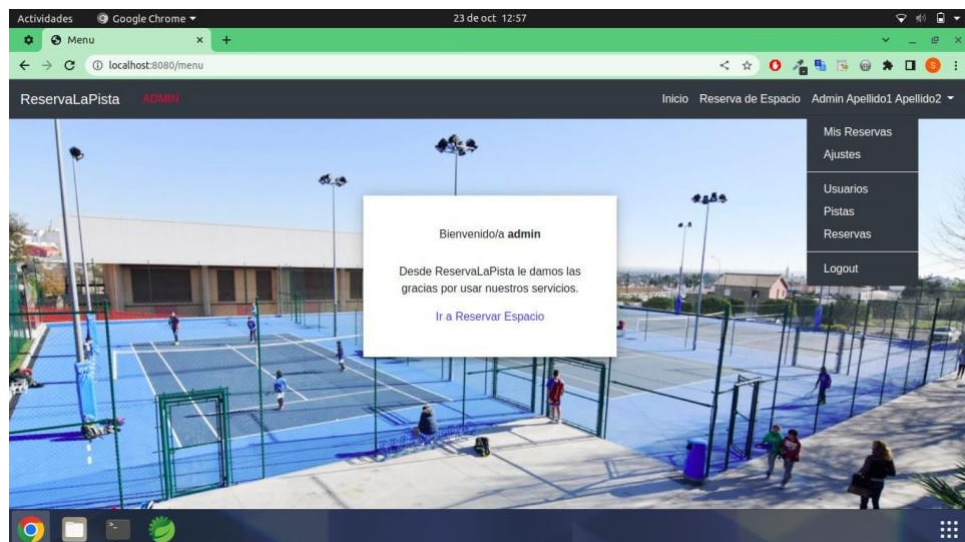 Actividades Google Chrome 23 de oct 12:57
Menu
localhost:8080/menu
S
ReservaLaPista ADMIN Inicio Reserva de Espacio Admin Apellido1 Apellido2
Mis Reservas
Ajustes
Usuarios
Pistas
Reservas
Logout
Bienvenido/a admin
Desde ReservaLaPista le damos las
gracias por usar nuestros servicios.
Ir a Reservar Espacio